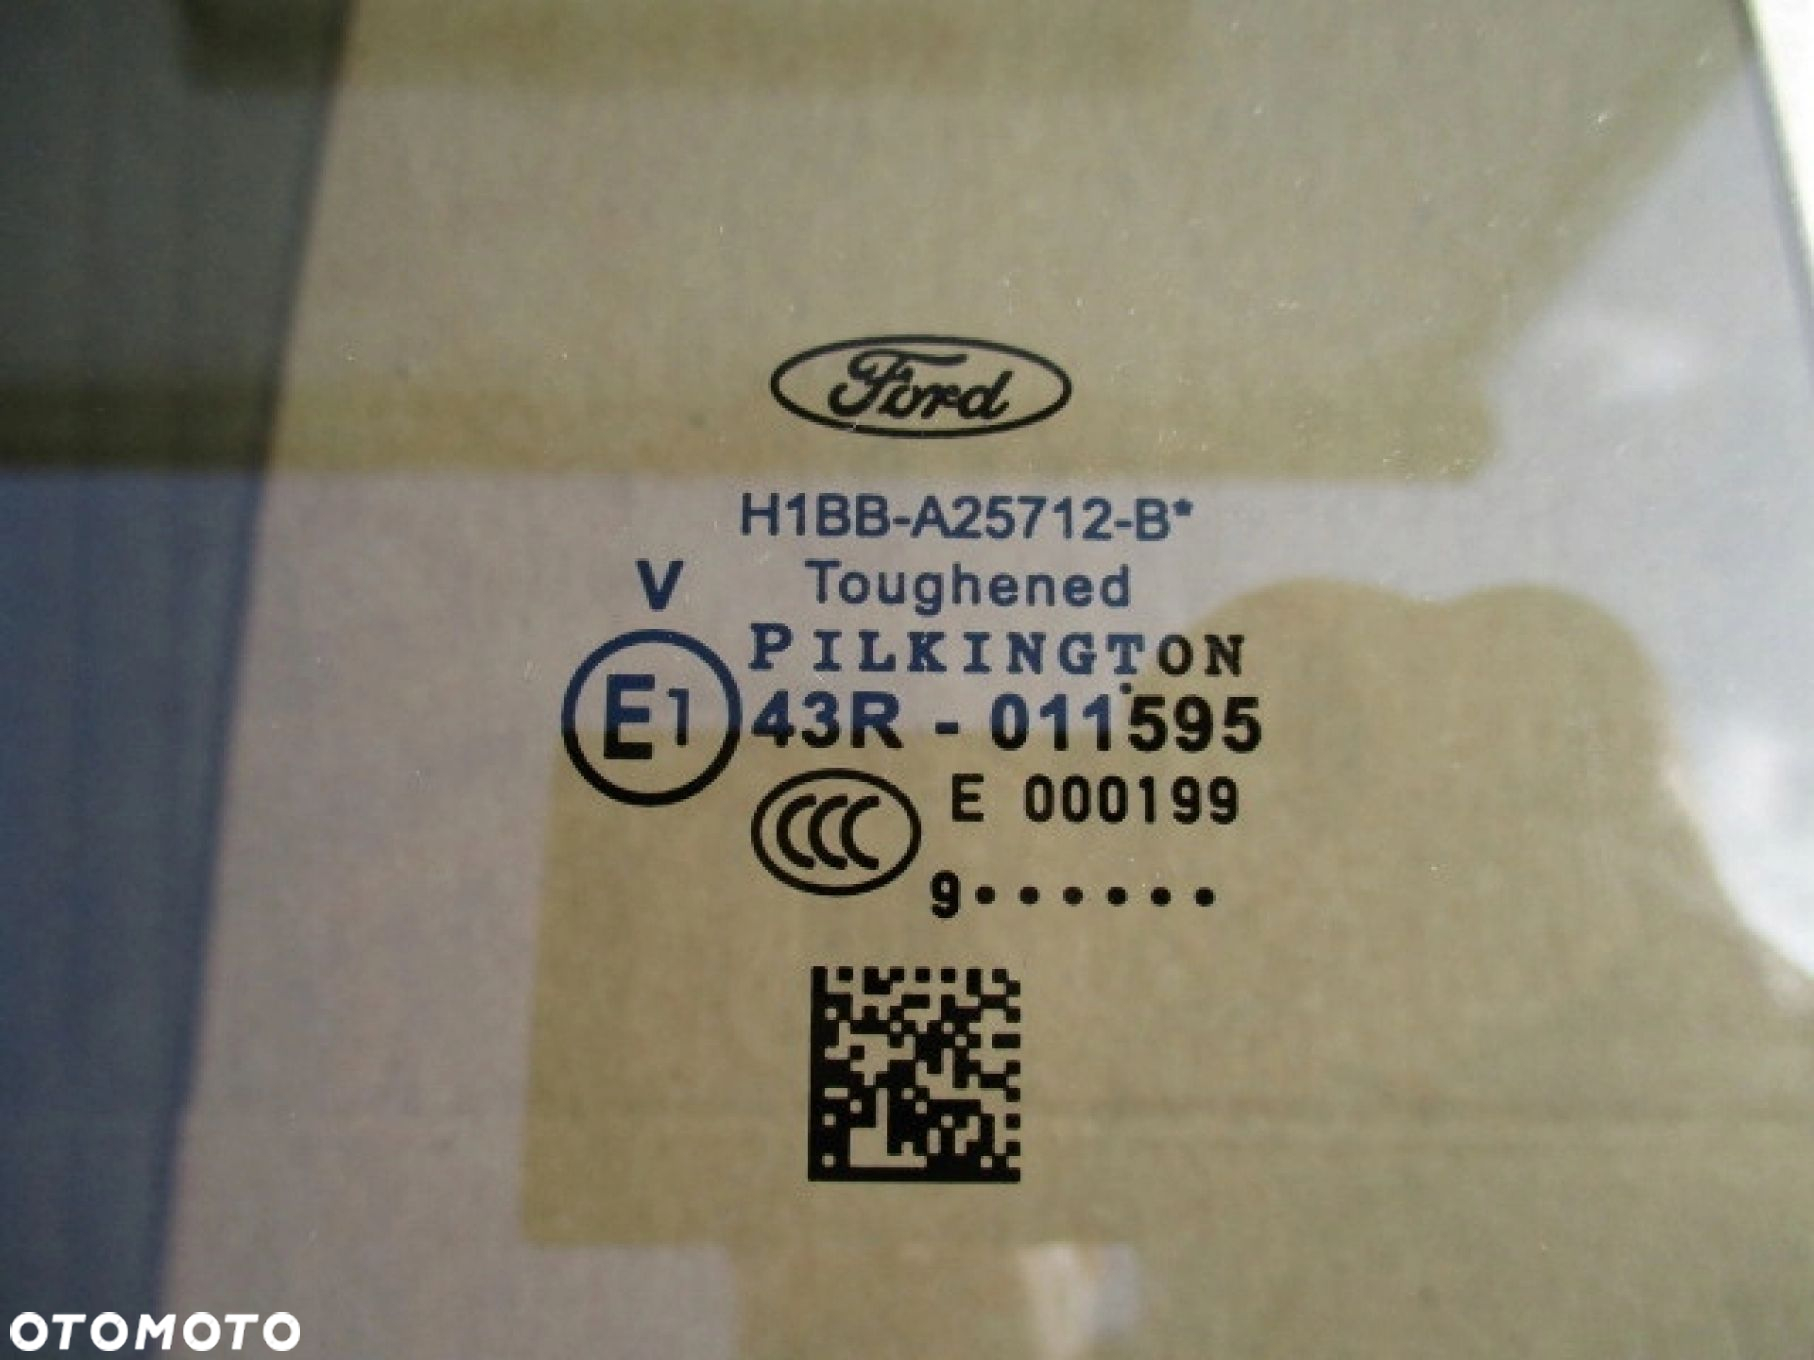 Ford
H1BB-A25712-B*
V Toughened
PILKINGTON
E1 43R - 011595
CCC E 000199
9••••••
OTOMOTO